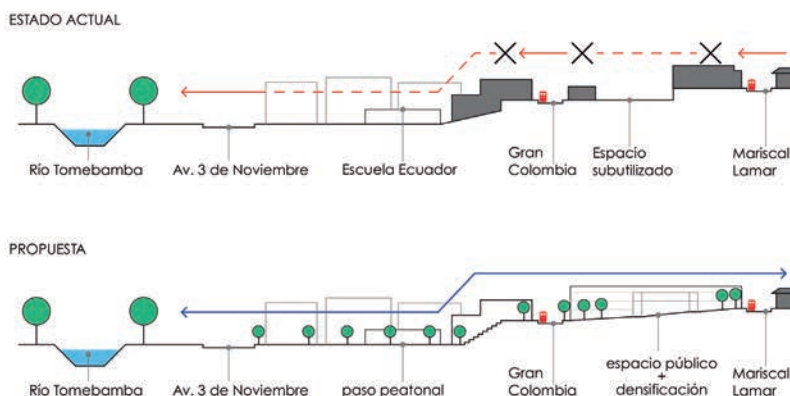 ESTADO ACTUAL
Río Tomebamba
Av. 3 de Noviembre
Escuela Ecuador
Gran
Colombia
Espacio
subutilizado
Mariscal
Lamar
PROPUESTA
Río Tomebamba
Av. 3 de Noviembre
paso peatonal
Gran
Colombia
espacio público
+
densificación
Mariscal
Lamar